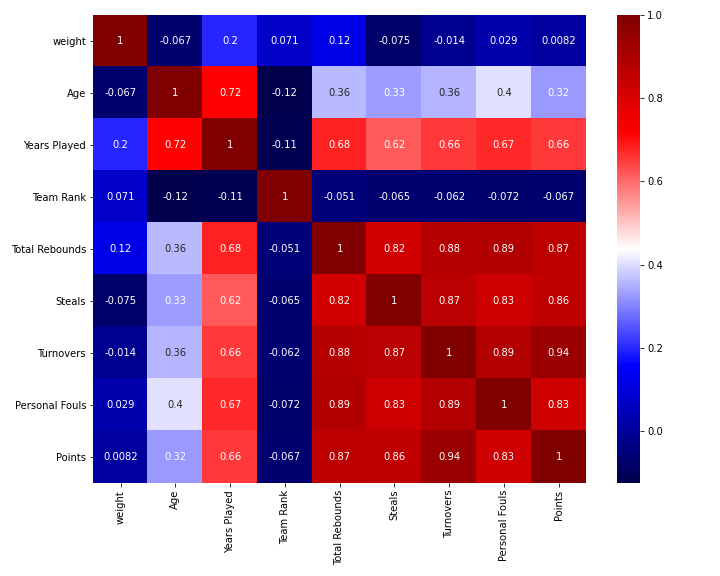 weight 1 -0.067 0.2 0.071 0.12 -0.075 -0.014 0.029 0.0082
Age -0.067 1 0.72 -0.12 0.36 0.33 0.36 0.4 0.32
Years Played 0.2 0.72 1 -0.11 0.68 0.62 0.66 0.67 0.66
Team Rank 0.071 -0.12 -0.11 1 -0.051 -0.065 -0.062 -0.072 -0.067
Total Rebounds 0.12 0.36 0.68 -0.051 1 0.82 0.88 0.89 0.87
Steals -0.075 0.33 0.62 -0.065 0.82 1 0.87 0.83 0.86
Turnovers -0.014 0.36 0.66 -0.062 0.88 0.87 1 0.89 0.94
Personal Fouls 0.029 0.4 0.67 -0.072 0.89 0.83 0.89 1 0.83
Points 0.0082 0.32 0.66 -0.067 0.87 0.86 0.94 0.83 1
weight
Age
Years Played
Team Rank
Total Rebounds
Steals
Turnovers
Personal Fouls
Points
1.0
0.8
0.6
0.4
0.2
0.0